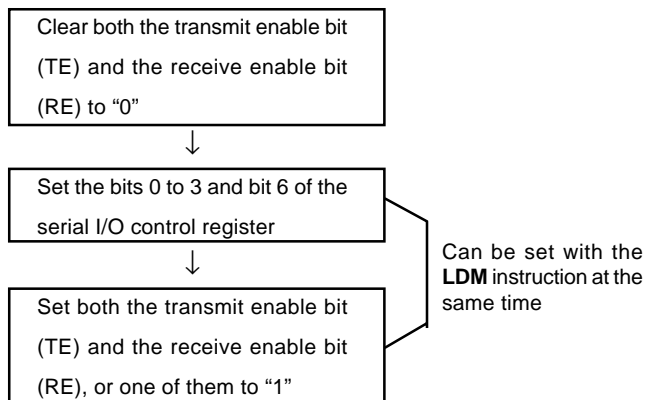 Clear both the transmit enable bit
(TE) and the receive enable bit
(RE) to “0”
↓
Set the bits 0 to 3 and bit 6 of the
serial I/O control register
↓
Set both the transmit enable bit
(TE) and the receive enable bit
(RE), or one of them to “1”
Can be set with the
LDM instruction at the
same time